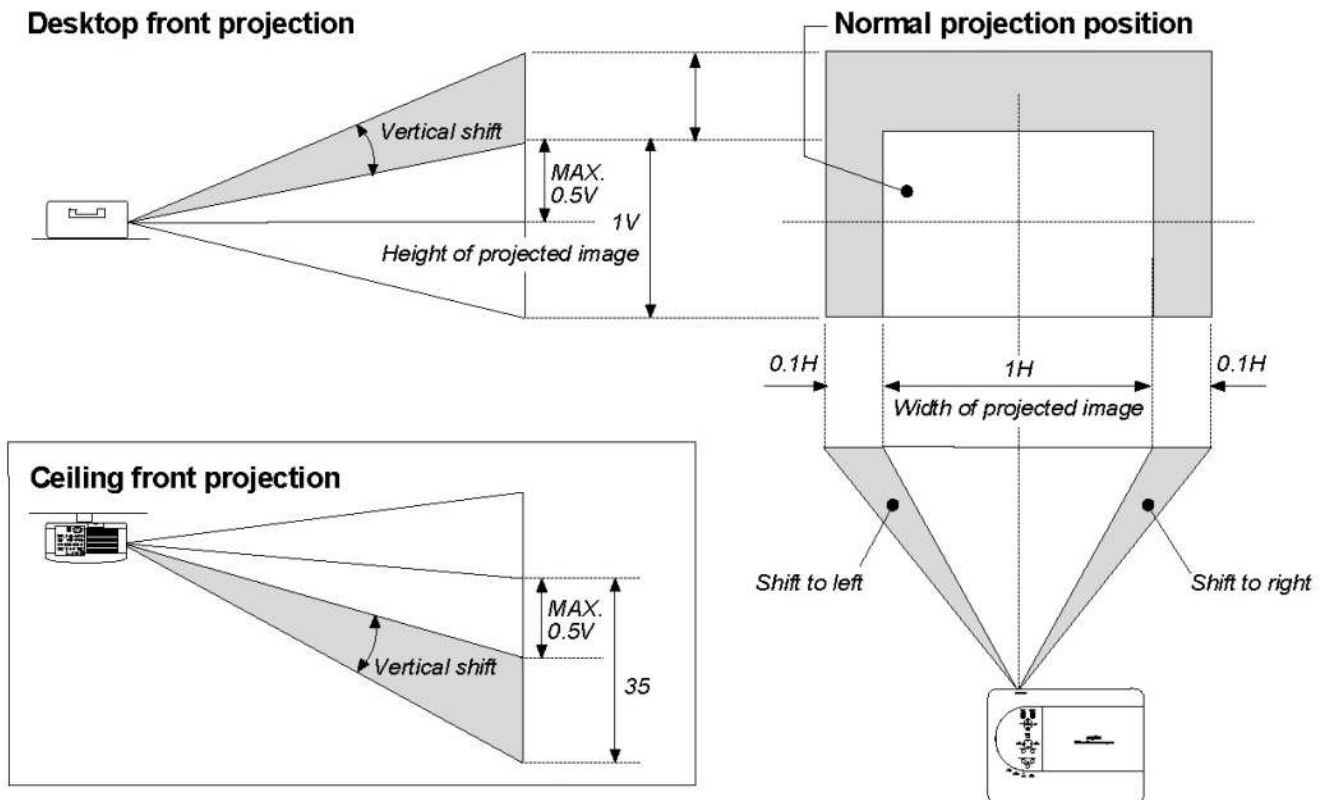 Desktop front projection
Normal projection position
Vertical shift
MAX.
0.5V
1V
Height of projected image
0.1H
1H
0.1H
Width of projected image
Ceiling front projection
MAX.
0.5V
Vertical shift
35
Shift to left
Shift to right